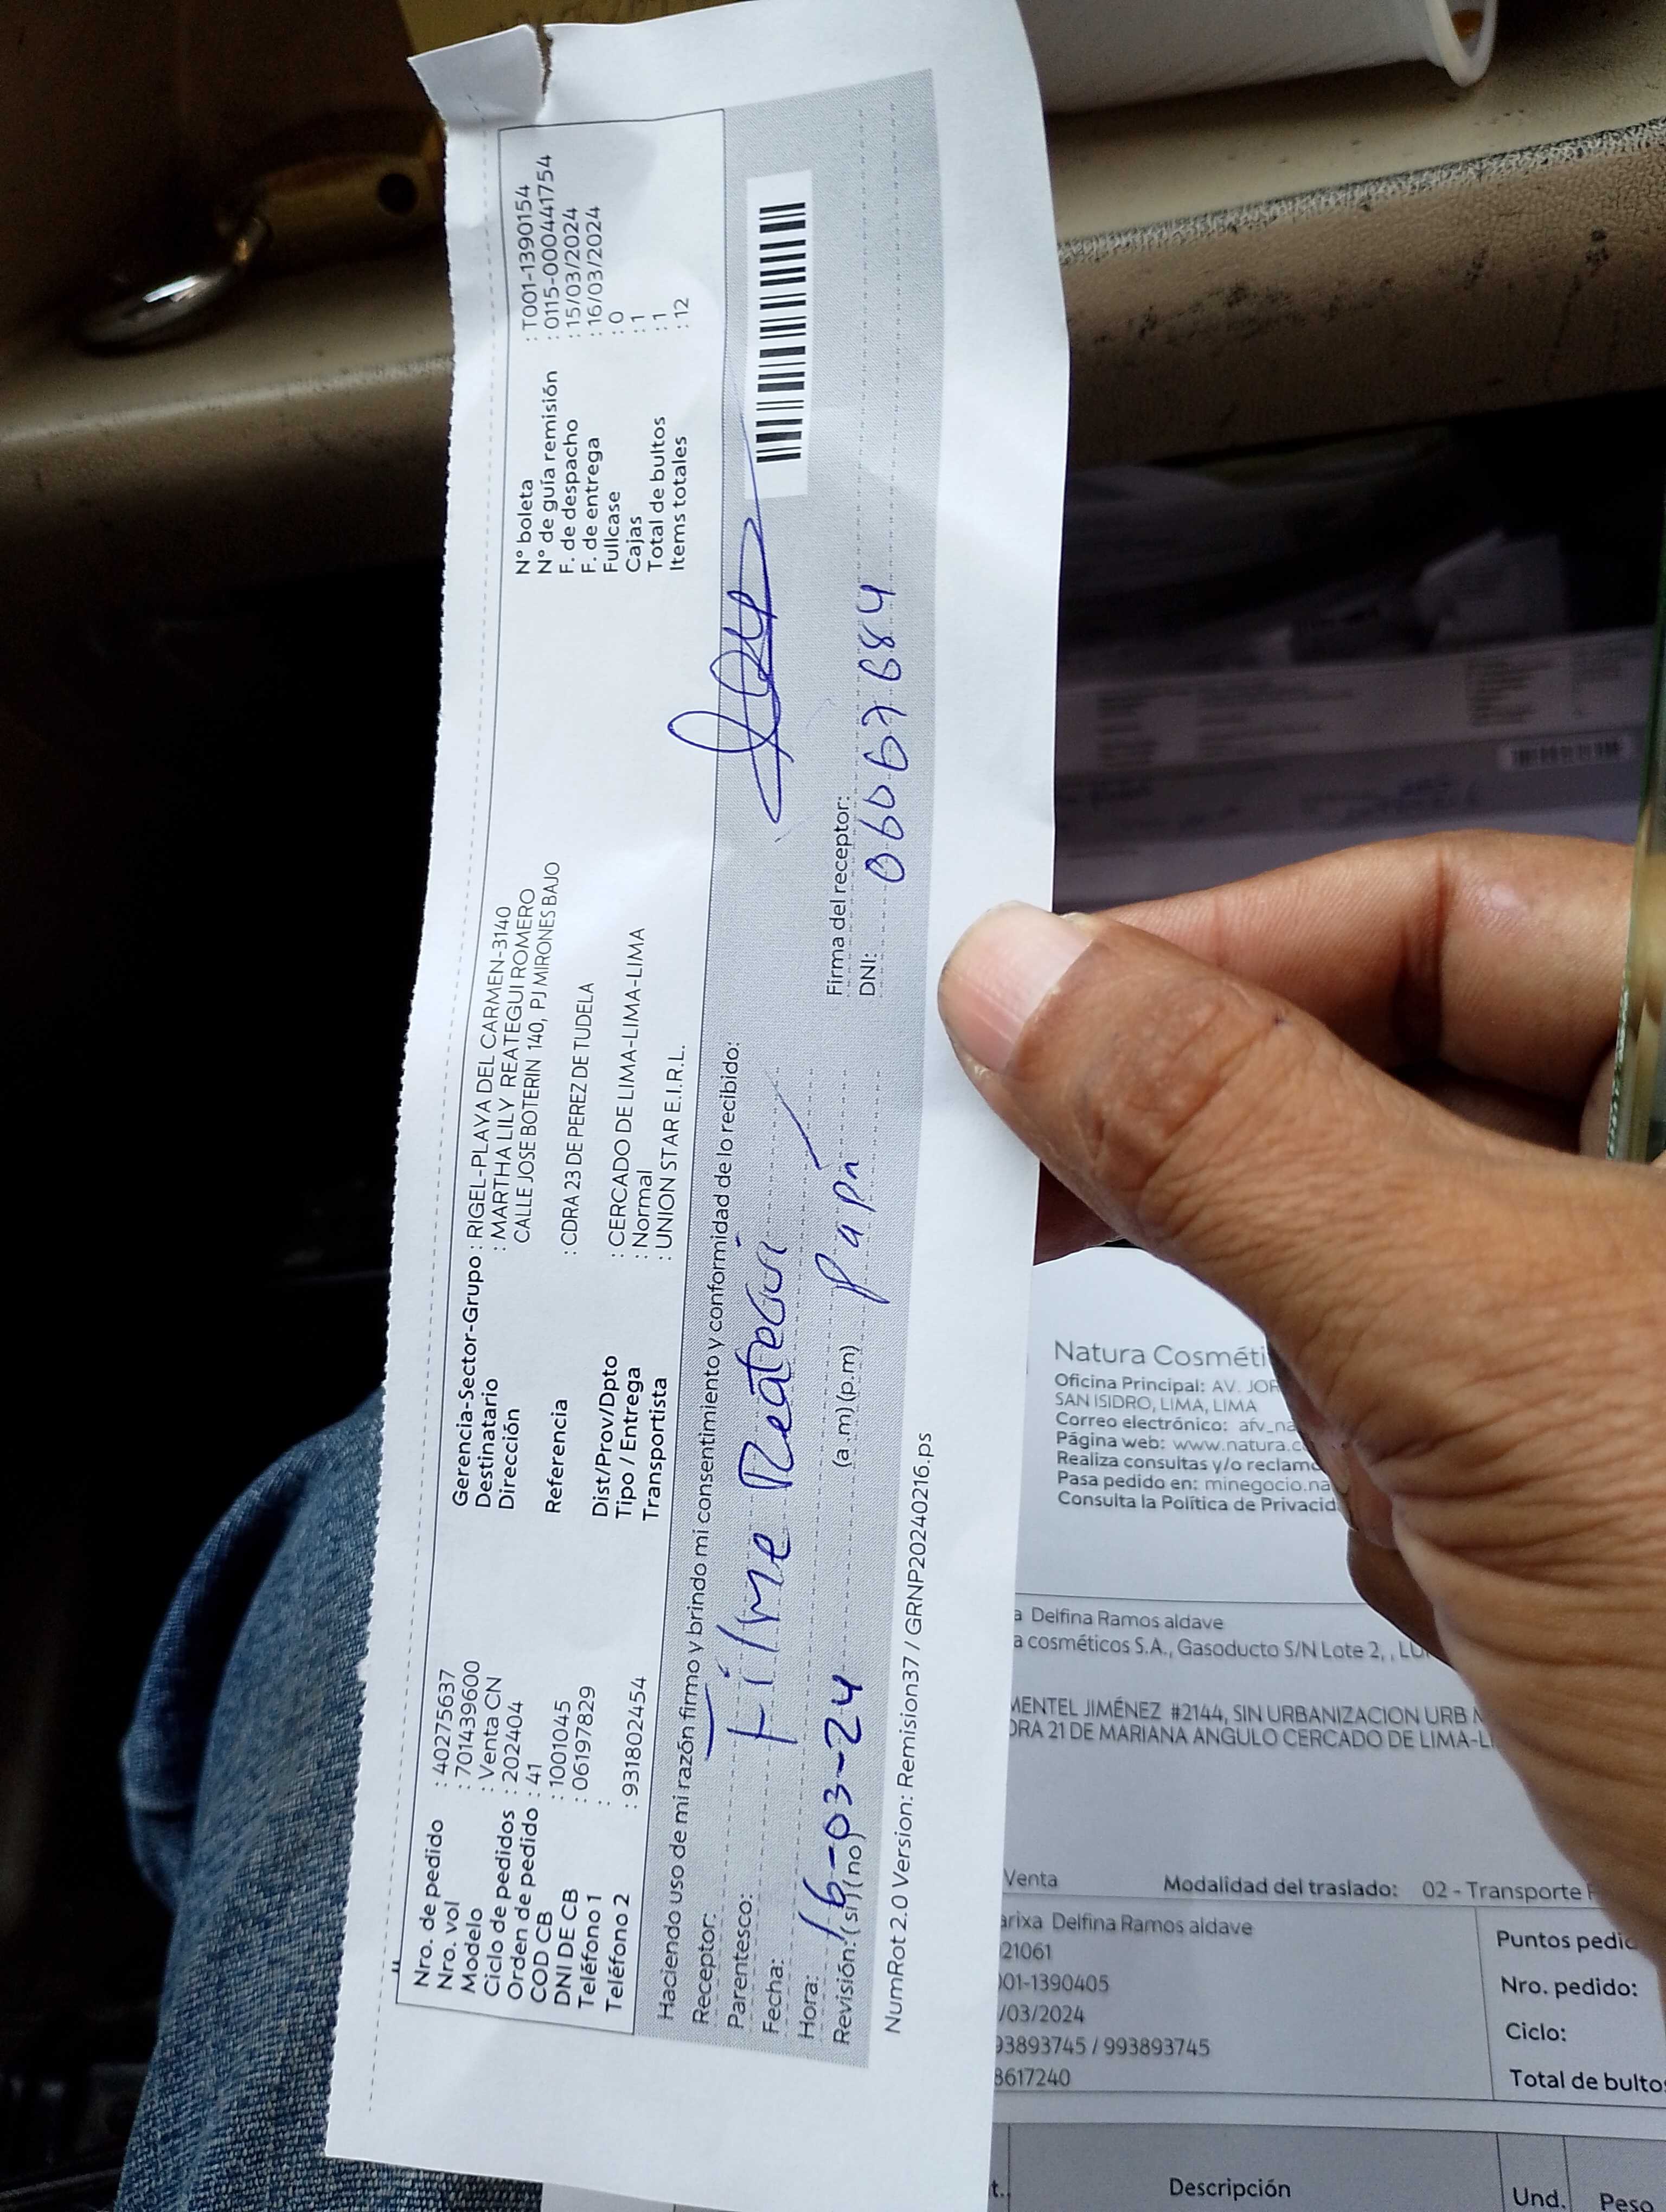 Nro. de pedido : 40275637
Nro. vol : 701439600
Modelo : Venta CN
Ciclo de pedidos : 202404
Orden de pedido : 41
COD CB : 1001045
DNI DE CB : 06197829
Teléfono 1 :
Teléfono 2 : 931802454
Gerencia-Sector-Grupo : RIGEL-PLAYA DEL CARMEN-3140
Destinatario : MARTHA LILY REATEGUI ROMERO
Dirección CALLE JOSE BOTERIN 140, PJ MIRONES BAJO
Referencia : CDRA 23 DE PEREZ DE TUDELA
Dist/Prov/Dpto : CERCADO DE LIMA-LIMA-LIMA
Tipo / Entrega : Normal
Transportista : UNION STAR E.I.R.L.
N° boleta : T001-1390154
N° de guía remisión : 0115-000441754
F. de despacho : 15/03/2024
F. de entrega : 16/03/2024
Fullcase : 0
Cajas : 1
Total de bultos : 1
Items totales : 12
Haciendo uso de mi razón firmo y brindo mi consentimiento y conformidad de lo recibido:
Receptor:
Parentesco: Reategui
Fecha:
Hora: 16-03-24 (a.m)(p.m)
Revisión: (si) (no)
Firma del receptor:
DNI:
NumRot 2.0 Version: Remision37 / GRNP20240216.ps
Natura Cosméti
Oficina Principal: AV. JOR
SAN ISIDRO, LIMA, LIMA
Correo electrónico: afv_na
Página web: www.natura.c
Realiza consultas y/o reclamo
Pasa pedido en: minegocio.na
Consulta la Política de Privacid
a Delfina Ramos aldave
a cosméticos S.A., Gasoducto S/N Lote 2, , LU
MENTEL JIMÉNEZ #2144, SIN URBANIZACION URB
DRA 21 DE MARIANA ANGULO CERCADO DE LIMA-L
Venta Modalidad del traslado: 02 - Transporte
arixa Delfina Ramos aldave
21061
001-1390405
/03/2024
93893745 / 993893745
8617240
Puntos pedid
Nro. pedido:
Ciclo:
Total de bultos
Descripción Und. Peso